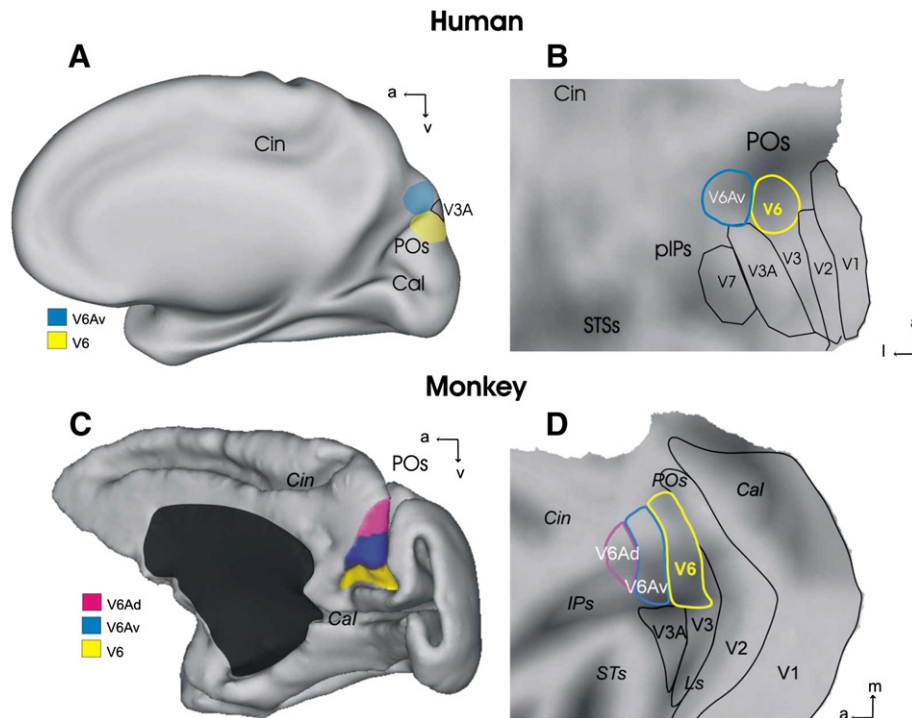 Human
A
a
v
Cin
V3A
POs
Cal
V6Av
V6
B
Cin
POs
V6Av
V6
pIPs
V7
V3A
V3
V2
V1
STSs
l
Monkey
C
a
v
POs
Cin
Cal
V6Ad
V6Av
V6
D
POs
Cal
Cin
V6Ad
V6Av
V6
IPs
V3A
V3
V2
V1
STs
Ls
m
a